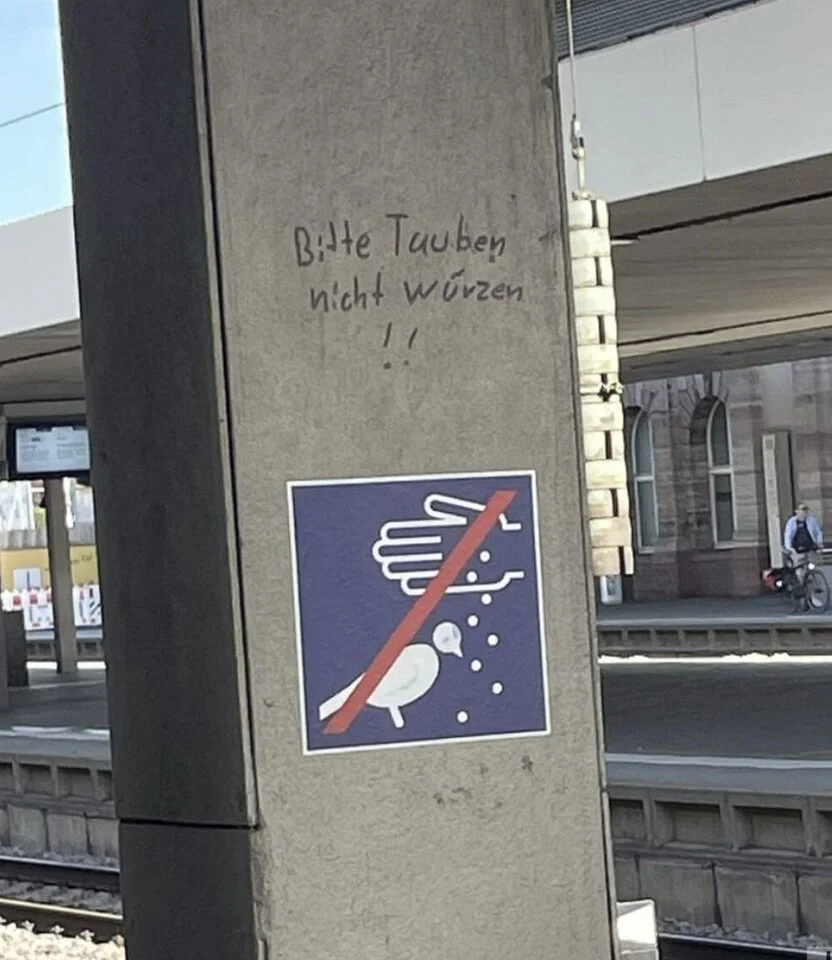 Bitte Tauben
nicht würzen
!!